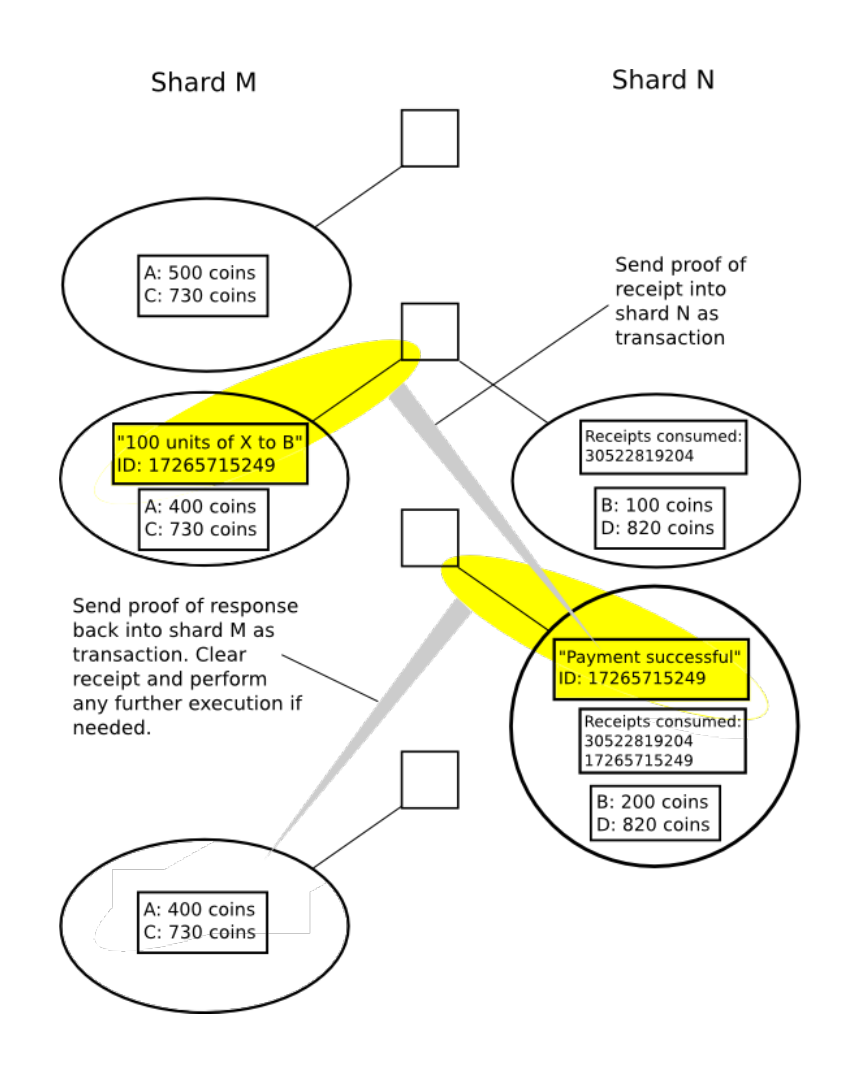 Shard M
Shard N
A: 500 coins
C: 730 coins
Send proof of
receipt into
shard N as
transaction
"100 units of X to B"
ID: 17265715249
A: 400 coins
C: 730 coins
Receipts consumed:
30522819204
B: 100 coins
D: 820 coins
Send proof of response
back into shard M as
transaction. Clear
receipt and perform
any further execution if
needed.
"Payment successful"
ID: 17265715249
Receipts consumed:
30522819204
17265715249
B: 200 coins
D: 820 coins
A: 400 coins
C: 730 coins